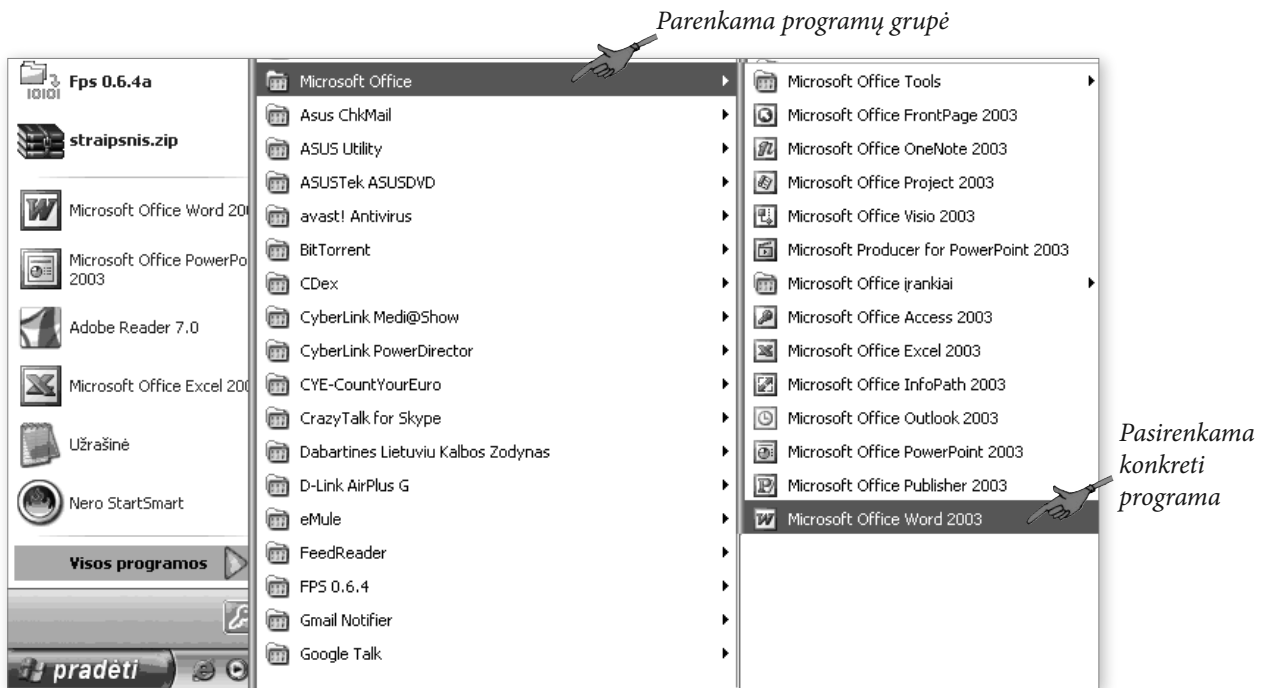 Parenkama programų grupė
Fps 0.6.4a
straipsnis.zip
Microsoft Office Word 200
Microsoft Office PowerPo
2003
Adobe Reader 7.0
Microsoft Office Excel 200
Užrašinė
Nero StartSmart
Visos programos
pradėti
Microsoft Office
Asus ChkMail
ASUS Utility
ASUSTek ASUSDVD
avast! Antivirus
BitTorrent
CDex
CyberLink Medi@Show
CyberLink PowerDirector
CYE-CountYourEuro
CrazyTalk for Skype
Dabartines Lietuviu Kalbos Zodynas
D-Link AirPlus G
eMule
FeedReader
FPS 0.6.4
Gmail Notifier
Google Talk
Microsoft Office Tools
Microsoft Office FrontPage 2003
Microsoft Office OneNote 2003
Microsoft Office Project 2003
Microsoft Office Visio 2003
Microsoft Producer for PowerPoint 2003
Microsoft Office įrankiai
Microsoft Office Access 2003
Microsoft Office Excel 2003
Microsoft Office InfoPath 2003
Microsoft Office Outlook 2003
Microsoft Office PowerPoint 2003
Microsoft Office Publisher 2003
Microsoft Office Word 2003
Pasirenkama
konkreti
programa